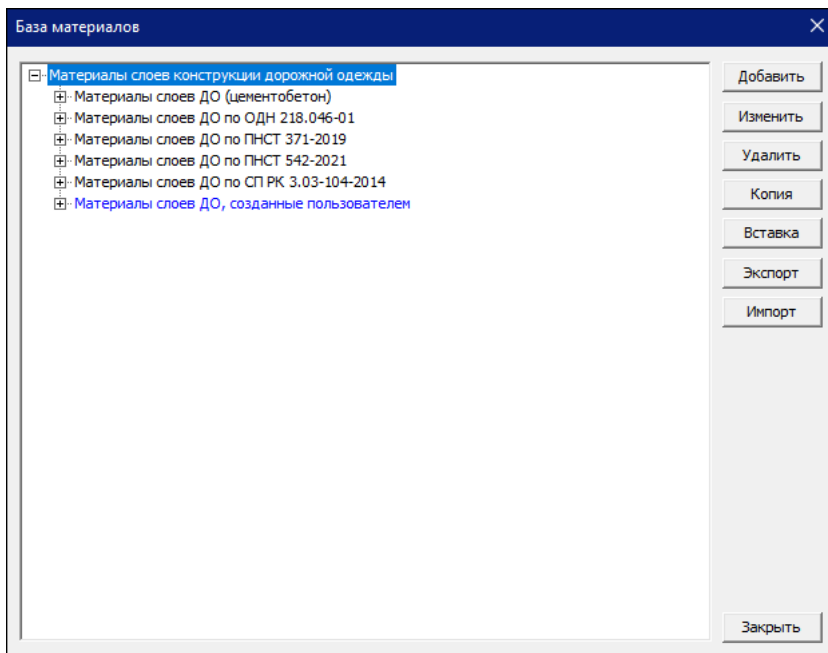 База материалов
Материалы слоев конструкции дорожной одежды
Материалы слоев ДО (цементобетон)
Материалы слоев ДО по ОДН 218.046-01
Материалы слоев ДО по ПНСТ 371-2019
Материалы слоев ДО по ПНСТ 542-2021
Материалы слоев ДО по СП РК 3.03-104-2014
Материалы слоев ДО, созданные пользователем
Добавить
Изменить
Удалить
Копия
Вставка
Экспорт
Импорт
Закрыть